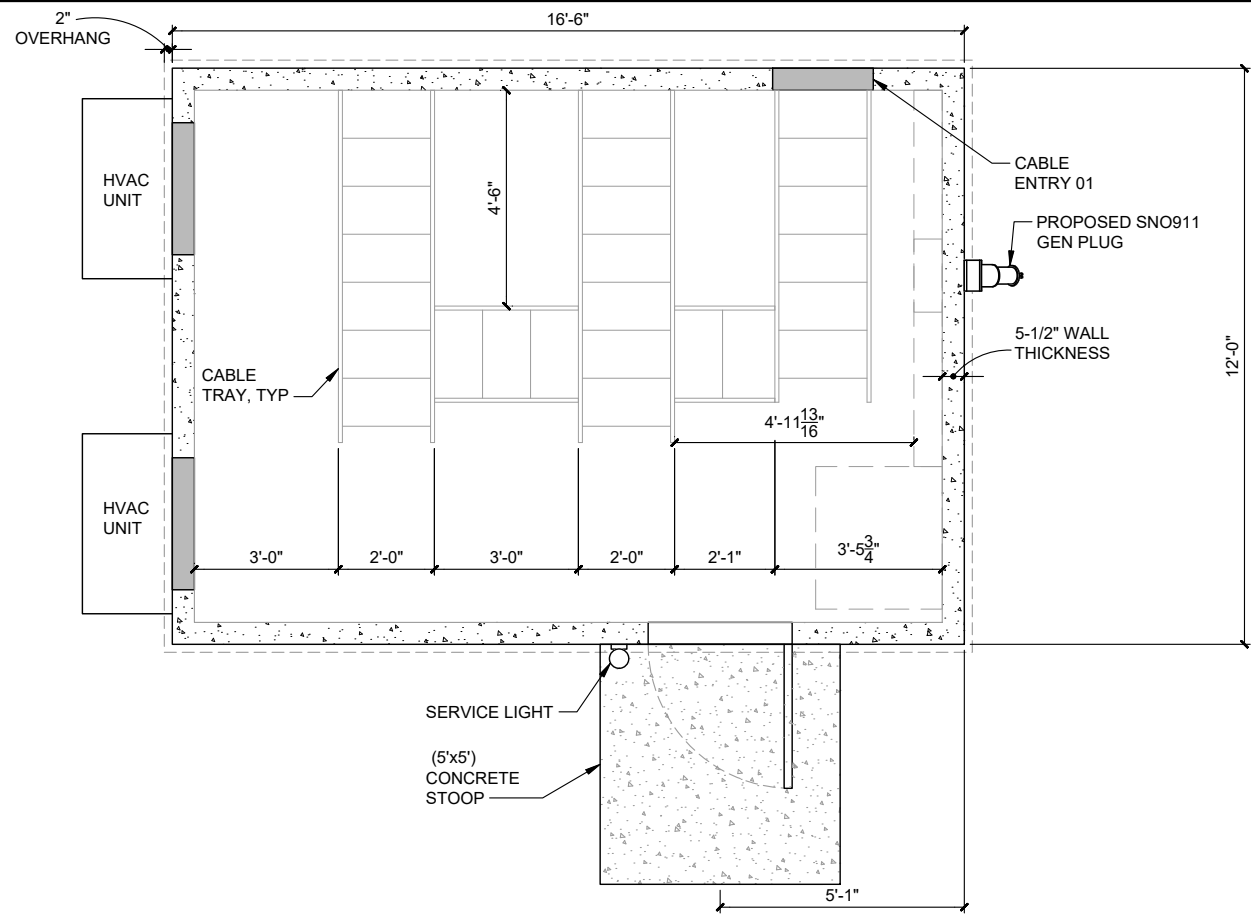 2"
OVERHANG
16'-6"
HVAC
UNIT
4'-6"
CABLE
ENTRY 01
PROPOSED SNO911
GEN PLUG
5-1/2" WALL
THICKNESS
12'-0"
CABLE
TRAY, TYP
4'-11 13/16"
HVAC
UNIT
3'-0"
2'-0"
3'-0"
2'-0"
2'-1"
3'-5 3/4"
SERVICE LIGHT
(5'x5')
CONCRETE
STOOP
5'-1"